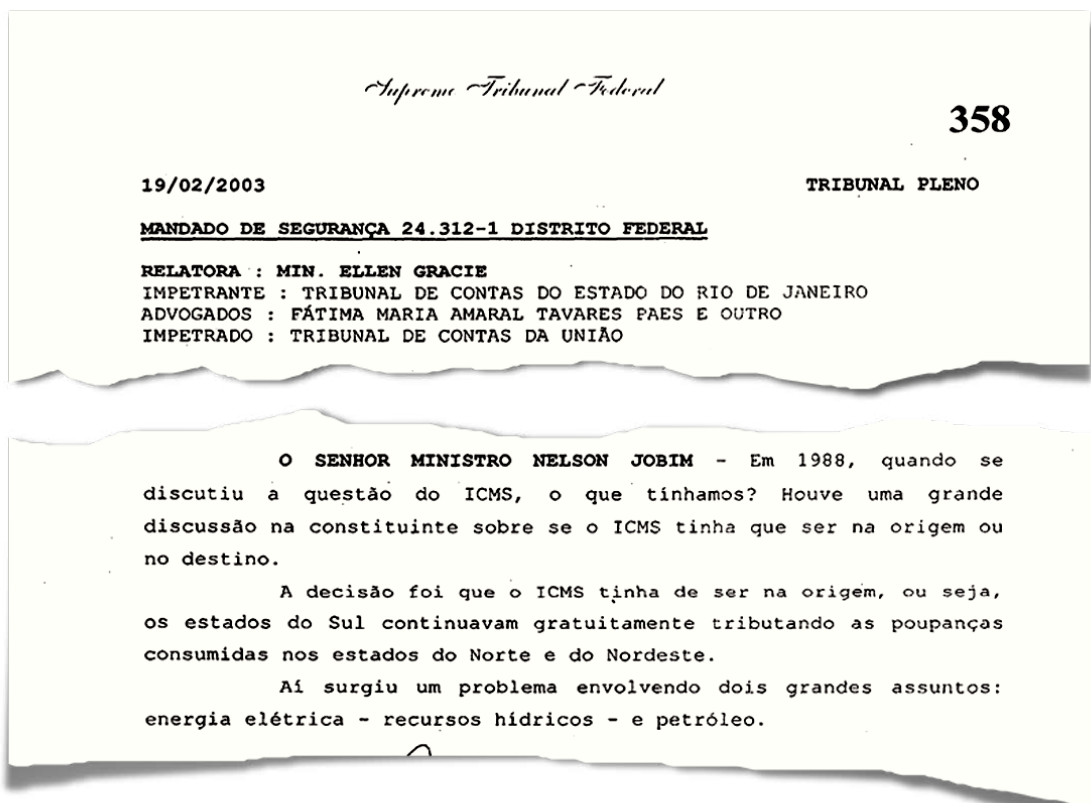 Supremo Tribunal Federal
358
19/02/2003 TRIBUNAL PLENO
MANDADO DE SEGURANÇA 24.312-1 DISTRITO FEDERAL
RELATORA : MIN. ELLEN GRACIE
IMPETRANTE : TRIBUNAL DE CONTAS DO ESTADO DO RIO DE JANEIRO
ADVOGADOS : FÁTIMA MARIA AMARAL TAVARES PAES E OUTRO
IMPETRADO : TRIBUNAL DE CONTAS DA UNIÃO
O SENHOR MINISTRO NELSON JOBIM - Em 1988, quando se
discutiu a questão do ICMS, o que tínhamos? Houve uma grande
discussão na constituinte sobre se o ICMS tinha que ser na origem ou
no destino.
A decisão foi que o ICMS tinha de ser na origem, ou seja,
os estados do Sul continuavam gratuitamente tributando as poupanças
consumidas nos estados do Norte e do Nordeste.
Aí surgiu um problema envolvendo dois grandes assuntos:
energia elétrica - recursos hídricos - e petróleo.